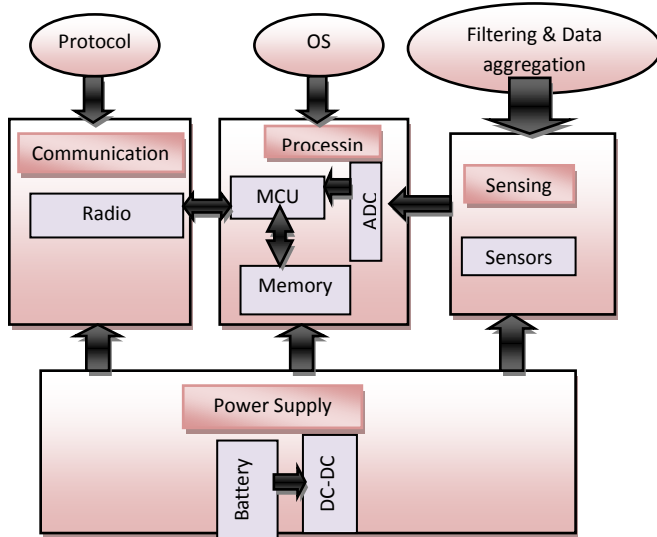 Protocol
OS
Filtering & Data
aggregation
Communication
Radio
Processin
MCU
ADC
Memory
Sensing
Sensors
Power Supply
Battery
DC-DC